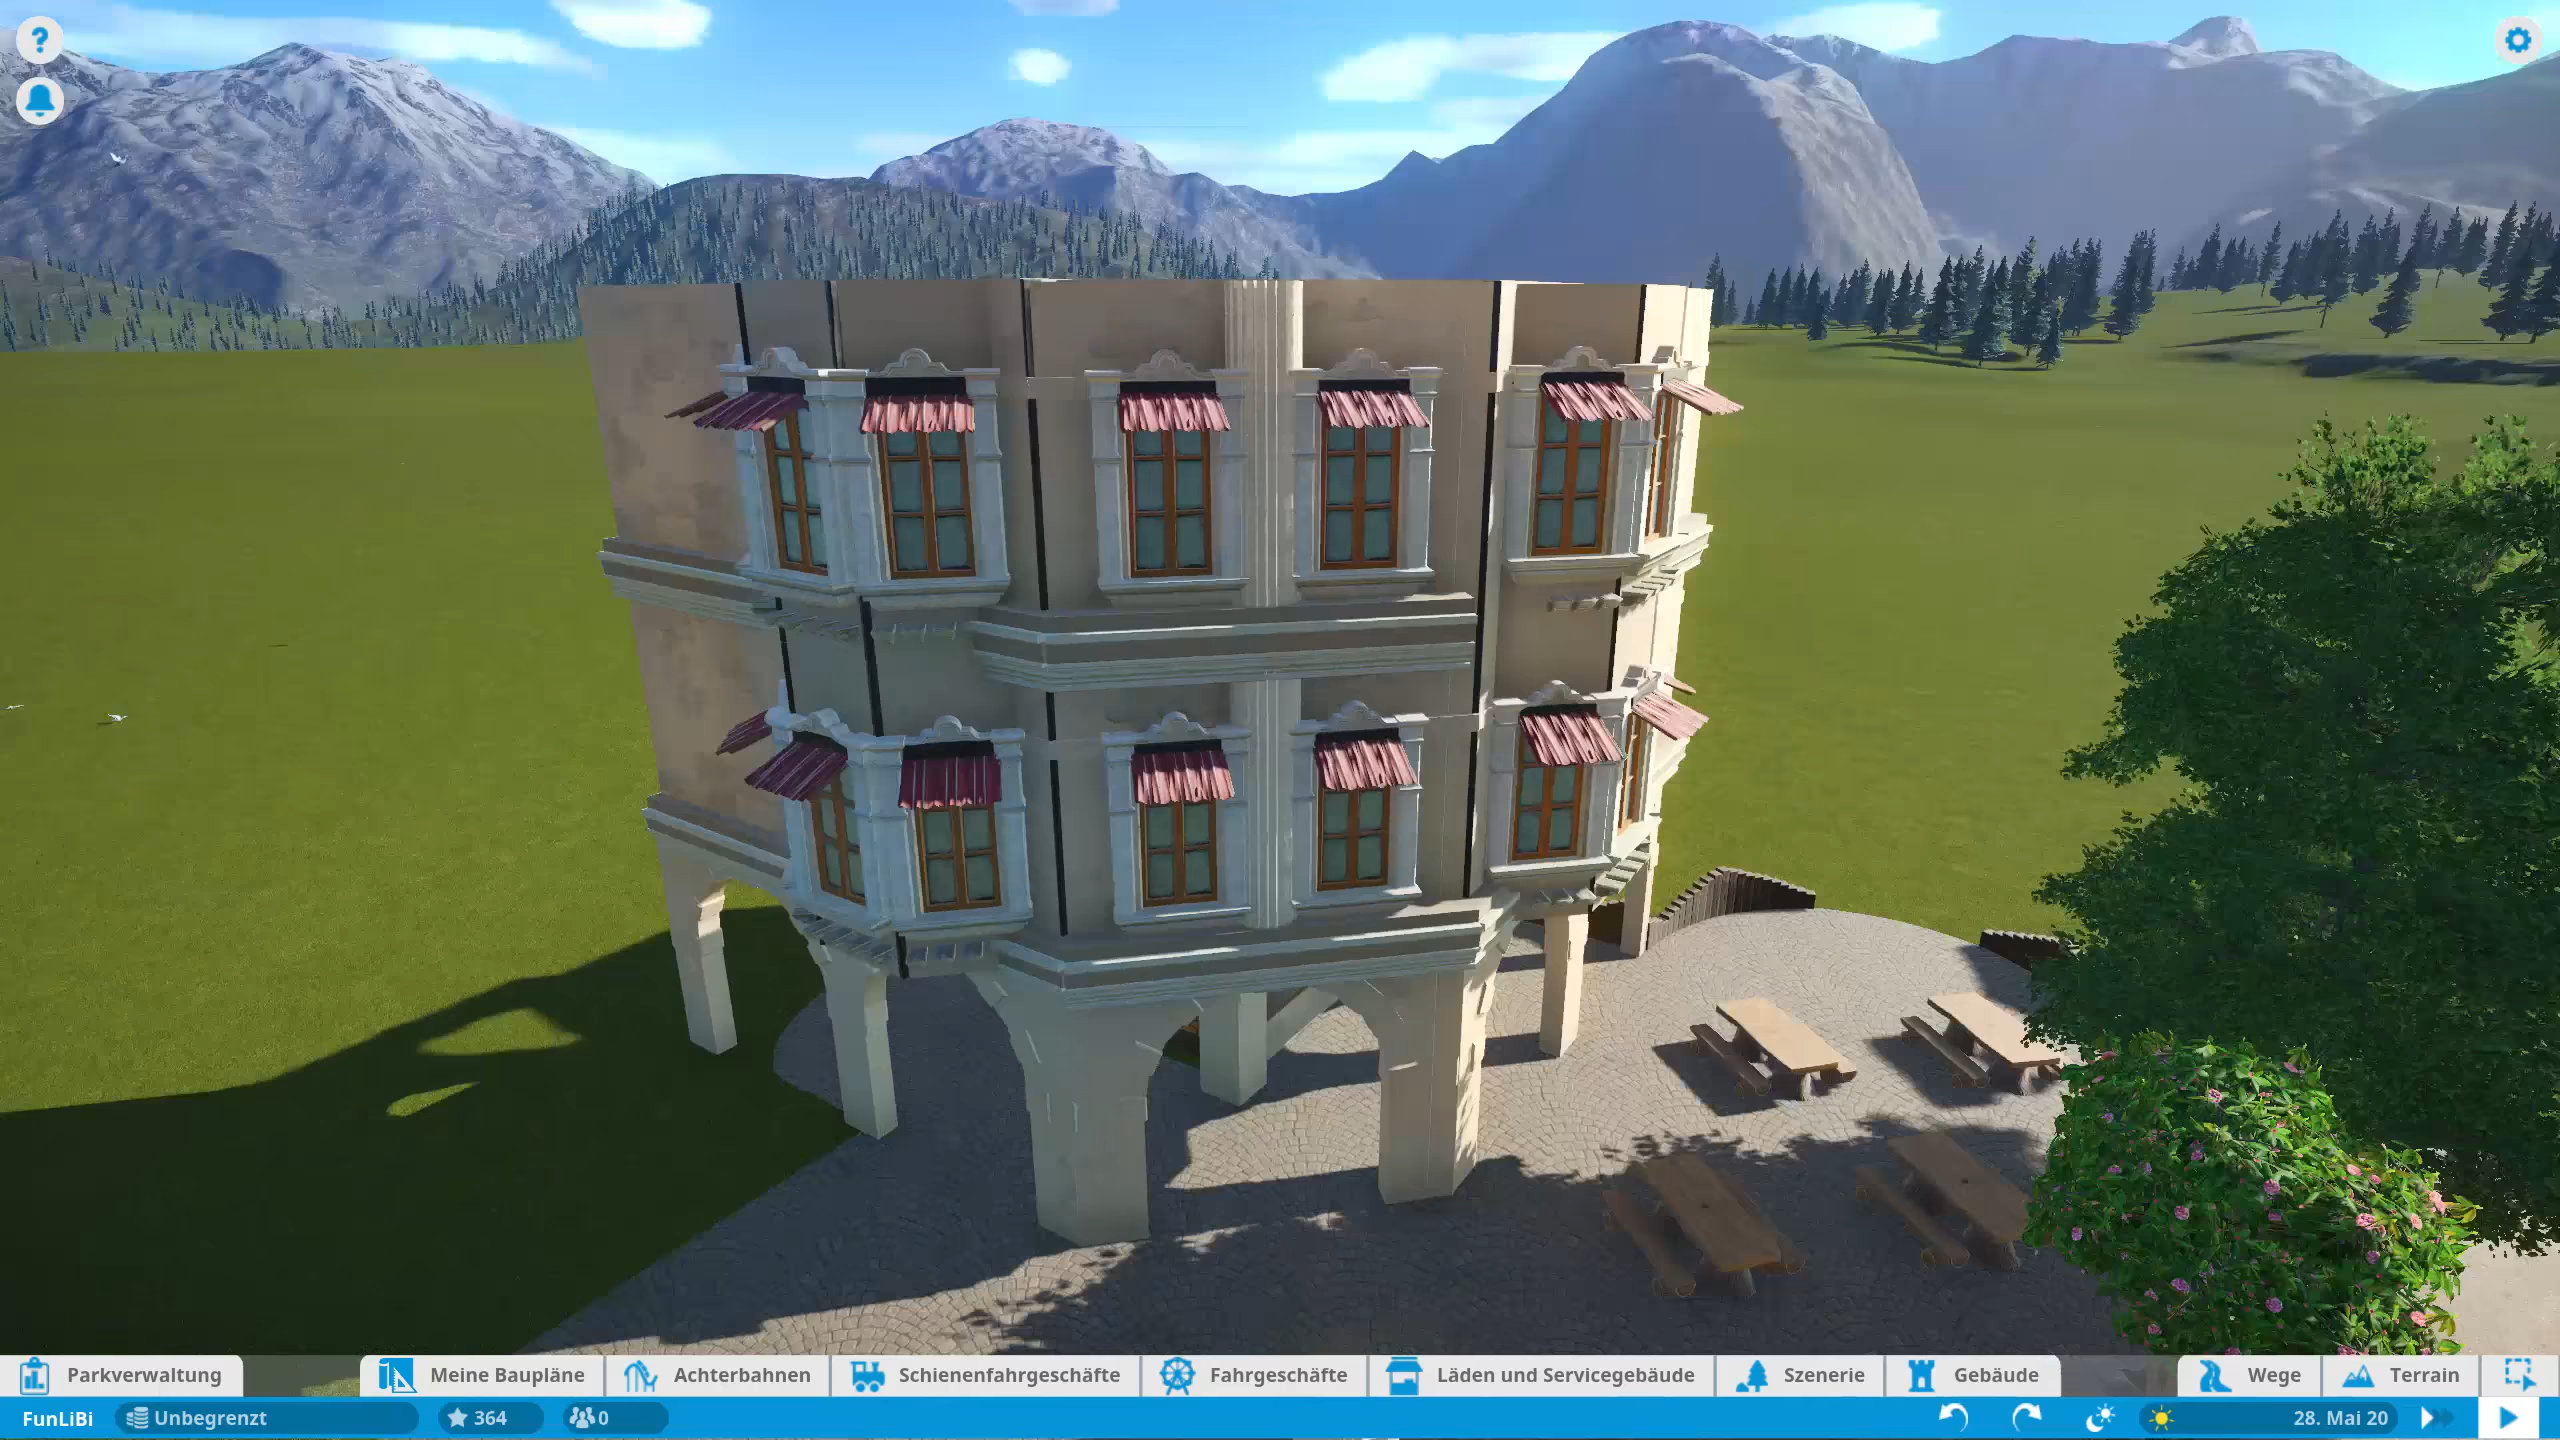 ?
Parkverwaltung
Meine Baupläne
Achterbahnen
Schienenfahrgeschäfte
Fahrgeschäfte
Läden und Servicegebäude
Szenerie
Gebäude
Wege
Terrain
FunLiBi
Unbegrenzt
364
0
28. Mai 20